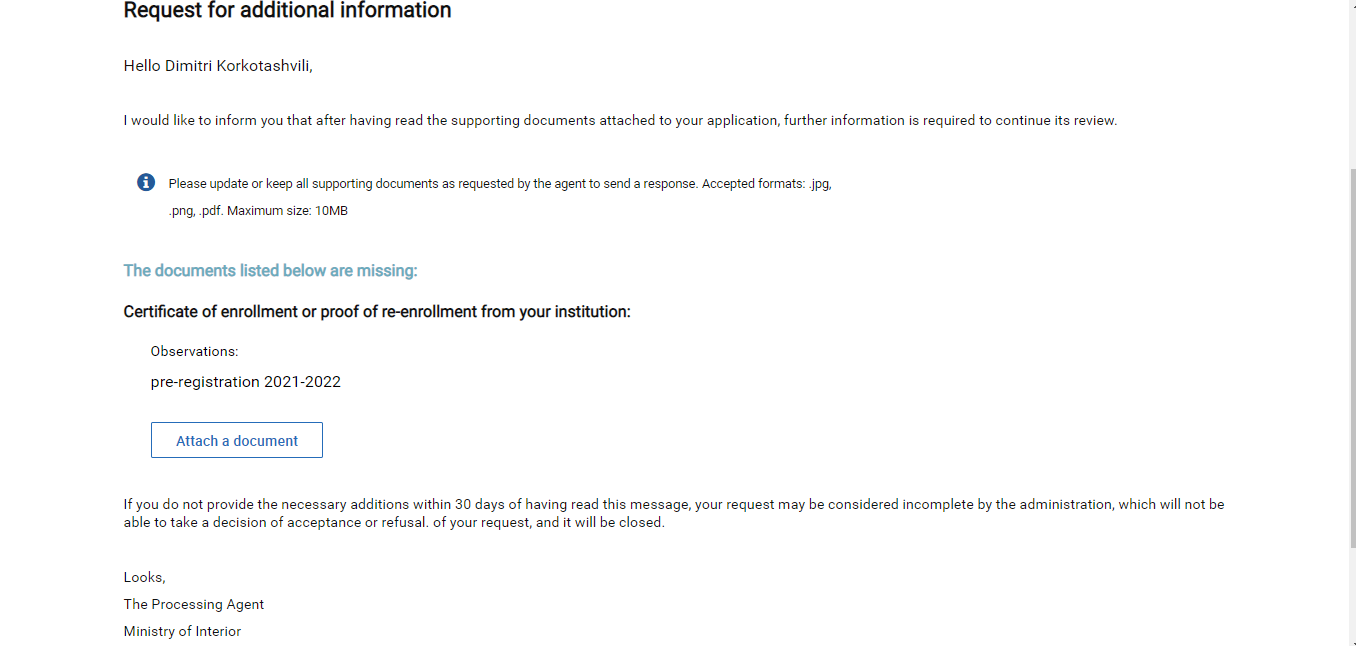 Request for additional information
Hello Dimitri Korkotashvili,
I would like to inform you that after having read the supporting documents attached to your application, further information is required to continue its review.
Please update or keep all supporting documents as requested by the agent to send a response. Accepted formats: .jpg,
.png, .pdf. Maximum size: 10MB
The documents listed below are missing:
Certificate of enrollment or proof of re-enrollment from your institution:
Observations:
pre-registration 2021-2022
Attach a document
If you do not provide the necessary additions within 30 days of having read this message, your request may be considered incomplete by the administration, which will not be
able to take a decision of acceptance or refusal. of your request, and it will be closed.
Looks,
The Processing Agent
Ministry of Interior